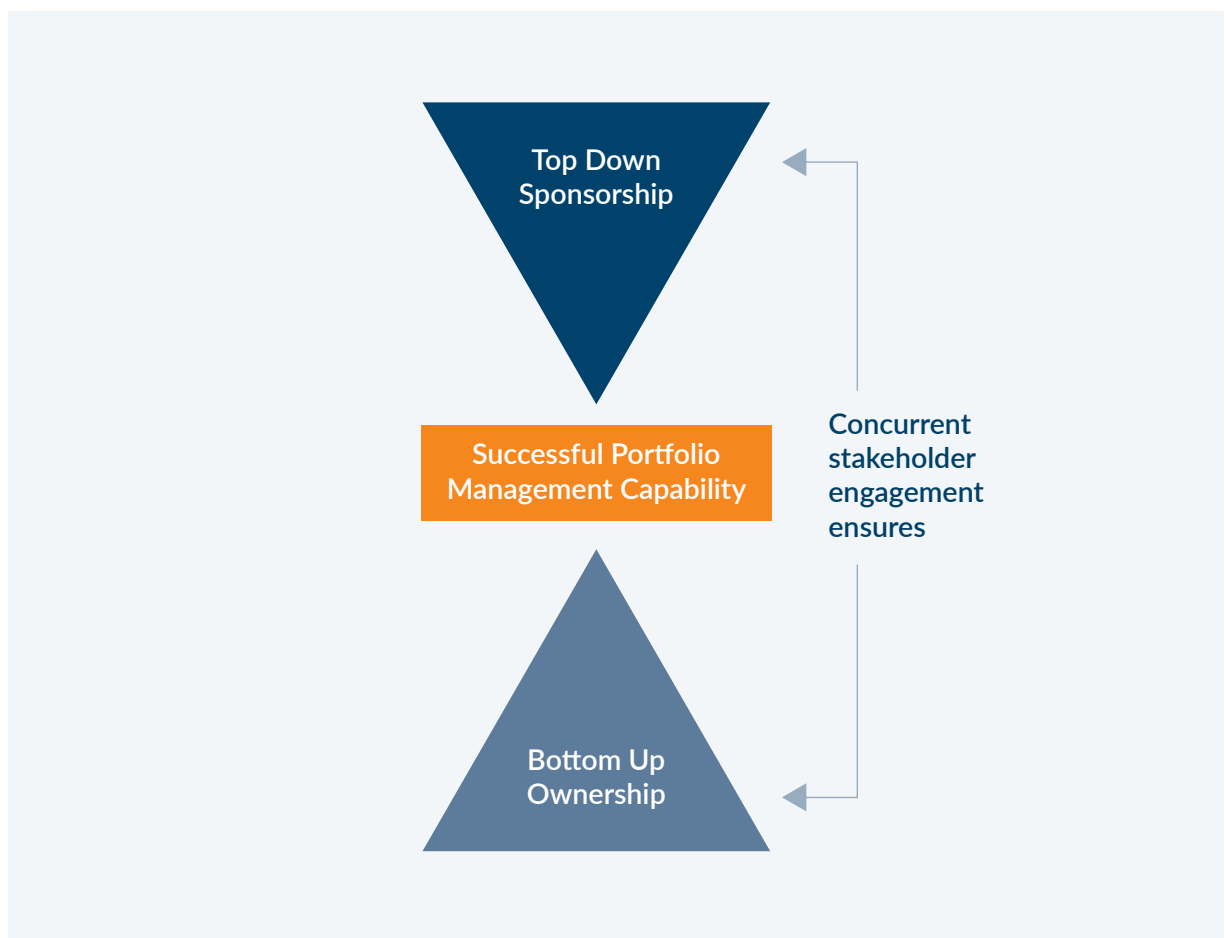 Top Down
Sponsorship
Successful Portfolio
Management Capability
Concurrent
stakeholder
engagement
ensures
Bottom Up
Ownership